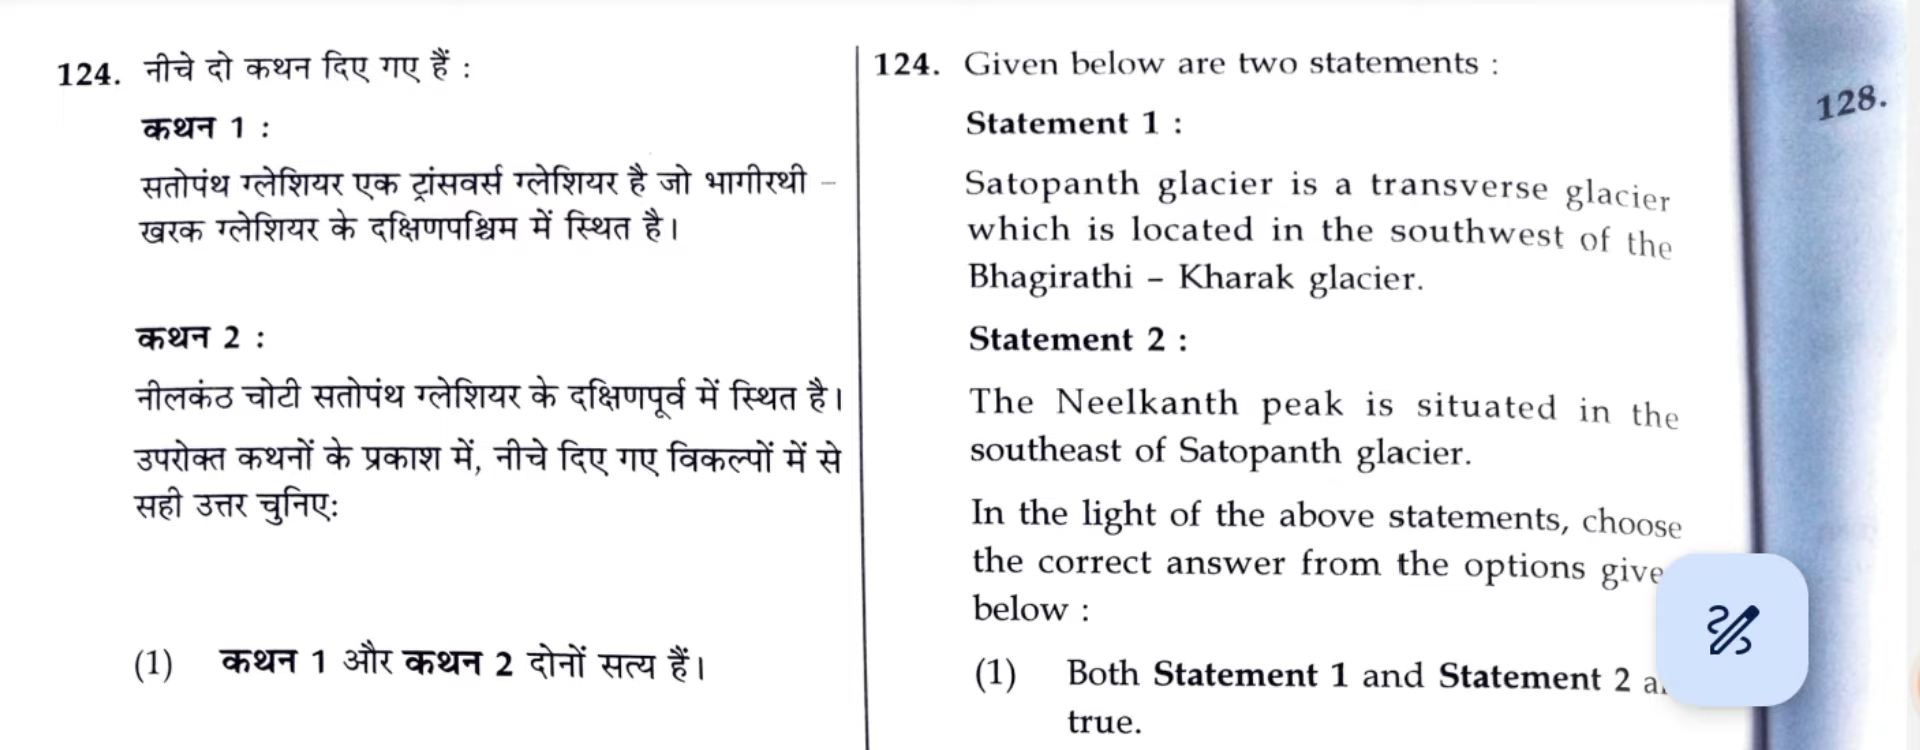 124. नीचे दो कथन दिए गए हैं :
कथन 1 :
सतोपंथ ग्लेशियर एक ट्रांसवर्स ग्लेशियर है जो भागीरथी –
खरक ग्लेशियर के दक्षिणपश्चिम में स्थित है।
कथन 2 :
नीलकंठ चोटी सतोपंथ ग्लेशियर के दक्षिणपूर्व में स्थित है।
उपरोक्त कथनों के प्रकाश में, नीचे दिए गए विकल्पों में से
सही उत्तर चुनिए:
(1) कथन 1 और कथन 2 दोनों सत्य हैं।
124. Given below are two statements :
Statement 1 :
Satopanth glacier is a transverse glacier
which is located in the southwest of the
Bhagirathi – Kharak glacier.
Statement 2 :
The Neelkanth peak is situated in the
southeast of Satopanth glacier.
In the light of the above statements, choose
the correct answer from the options give
below :
(1) Both Statement 1 and Statement 2 a
true.
128.